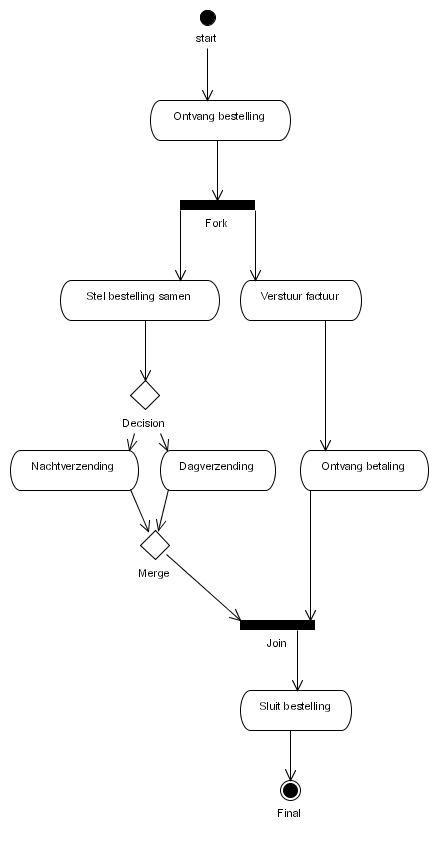 start
Ontvang bestelling
Fork
Stel bestelling samen
Verstuur factuur
Decision
Nachtverzending
Dagverzending
Ontvang betaling
Merge
Join
Sluit bestelling
Final